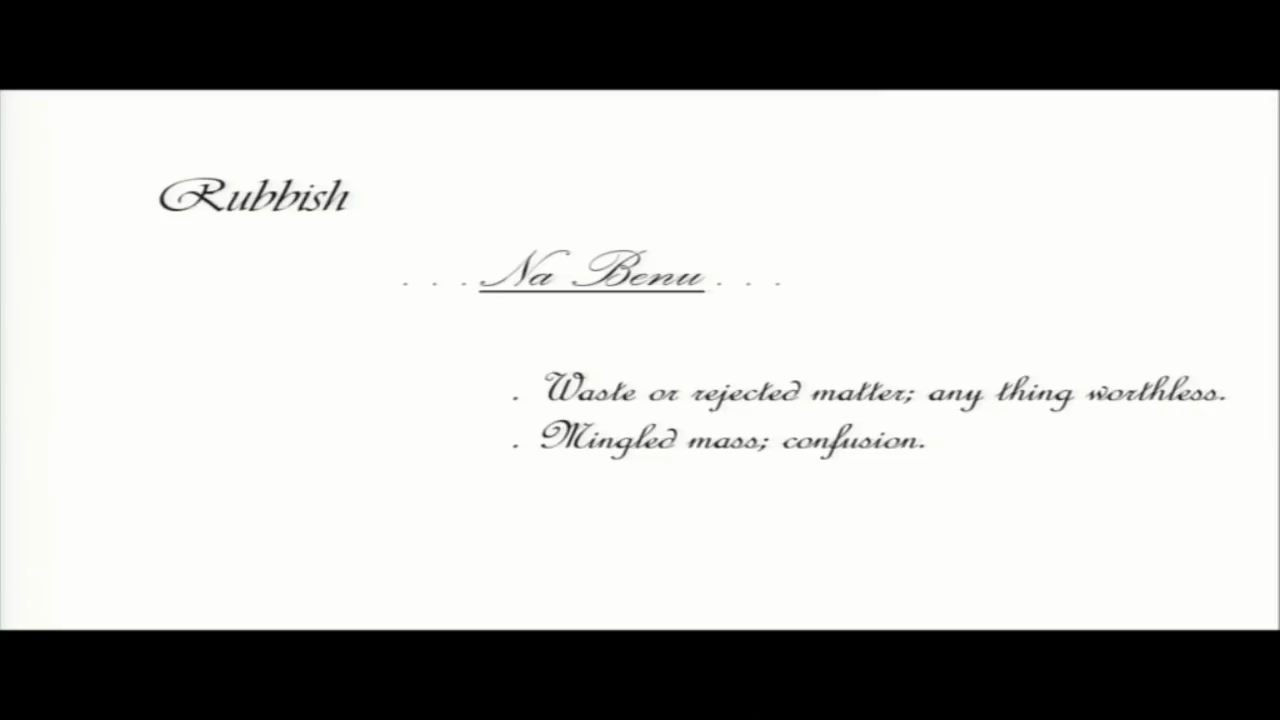 Rubbish
. . . Na Benu . . .
. Waste or rejected matter; any thing worthless.
. Mingled mass; confusion.